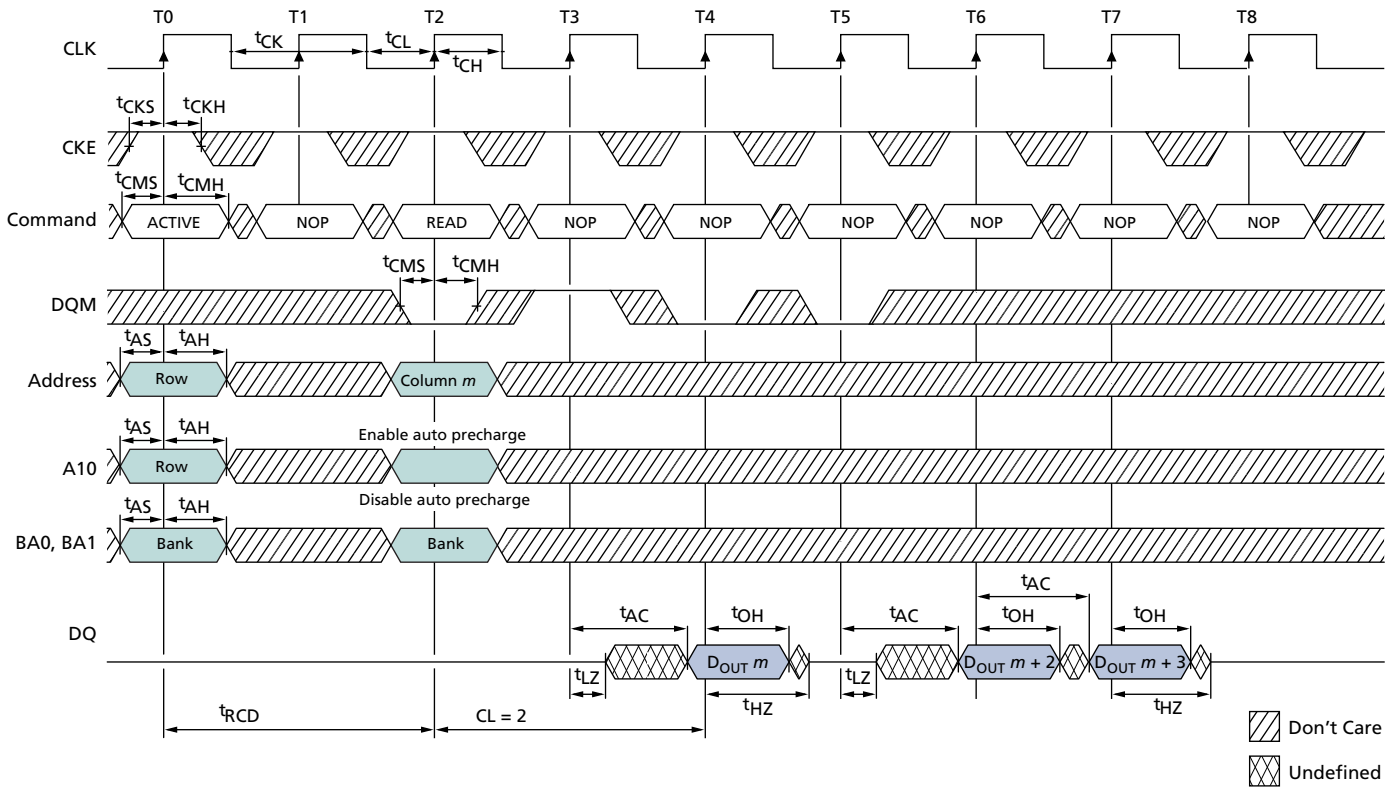 T0 T1 T2 T3 T4 T5 T6 T7 T8
CLK tCK tCL tCH
tCKS tCKH
CKE
tCMS tCMH
Command ACTIVE NOP READ NOP NOP NOP NOP NOP NOP
tCMS tCMH
DQM
tAS tAH
Address Row Column m
tAS tAH Enable auto precharge
A10 Row
tAS tAH Disable auto precharge
BA0, BA1 Bank Bank
tAC
tAC tOH tAC tOH tOH
DQ
DOUT m DOUT m + 2 DOUT m + 3
tLZ tHZ tLZ tHZ
tRCD CL = 2
Don't Care
Undefined